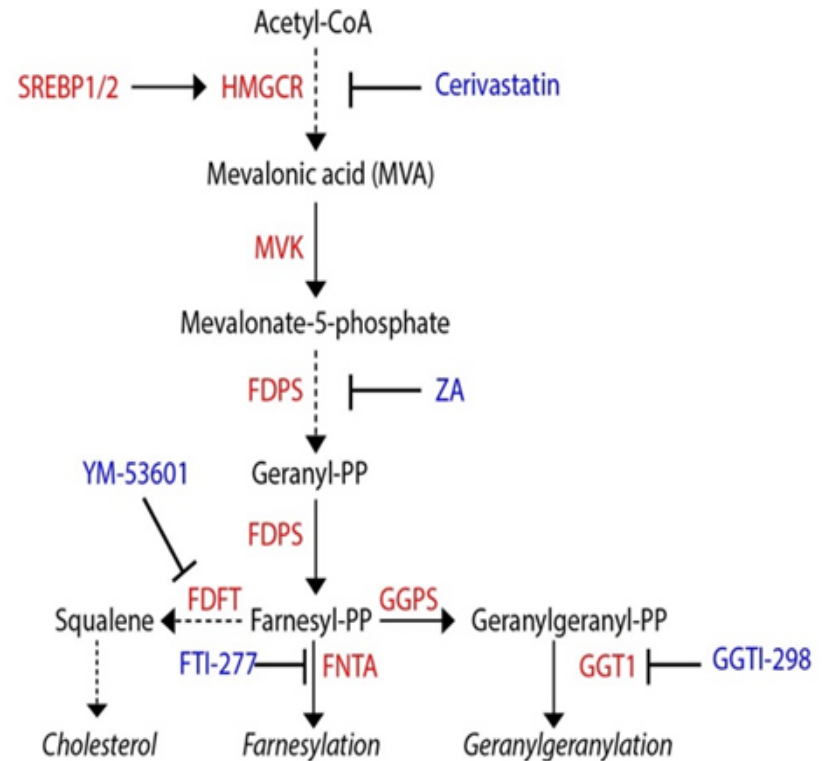 Acetyl-CoA
SREBP1/2 HMGCR Cerivastatin
Mevalonic acid (MVA)
MVK
Mevalonate-5-phosphate
FDPS ZA
YM-53601 Geranyl-PP
FDPS
FDFT GGPS
Squalene Farnesyl-PP Geranylgeranyl-PP
FTI-277 FNTA GGT1 GGTI-298
Cholesterol Farnesylation Geranylgeranylation